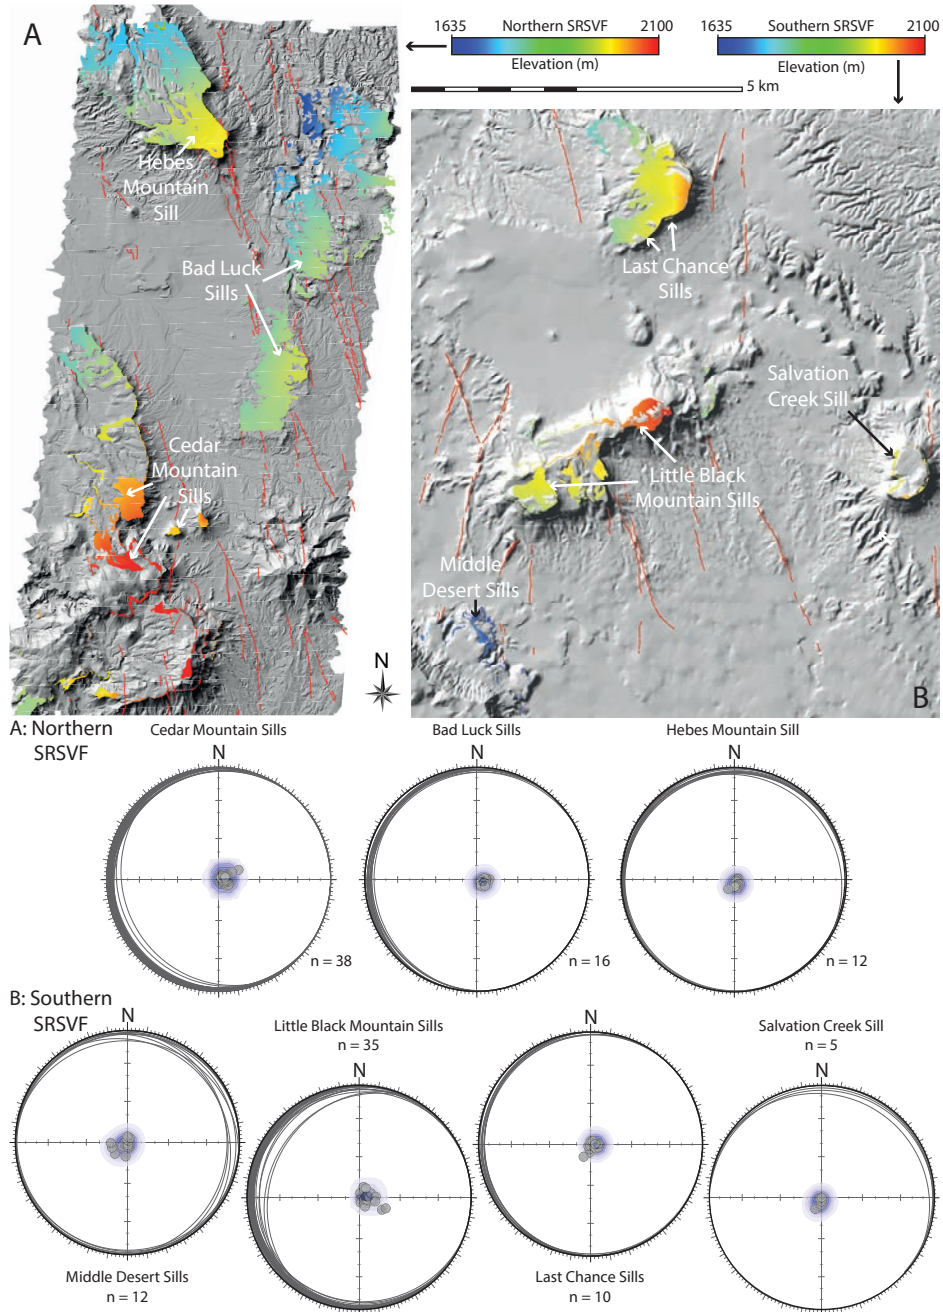 A
1635 Northern SRSVF 2100
Elevation (m)
1635 Southern SRSVF 2100
Elevation (m)
5 km
Hebes
Mountain
Sill
Bad Luck
Sills
Cedar
Mountain
Sills
N
Last Chance
Sills
Salvation
Creek Sill
Little Black
Mountain Sills
Middle
Desert Sills
B
A: Northern
SRSVF
Cedar Mountain Sills
N
n = 38
Bad Luck Sills
N
n = 16
Hebes Mountain Sill
N
n = 12
B: Southern
SRSVF
N
Middle Desert Sills
n = 12
Little Black Mountain Sills
n = 35
N
N
Last Chance Sills
n = 10
Salvation Creek Sill
n = 5
N